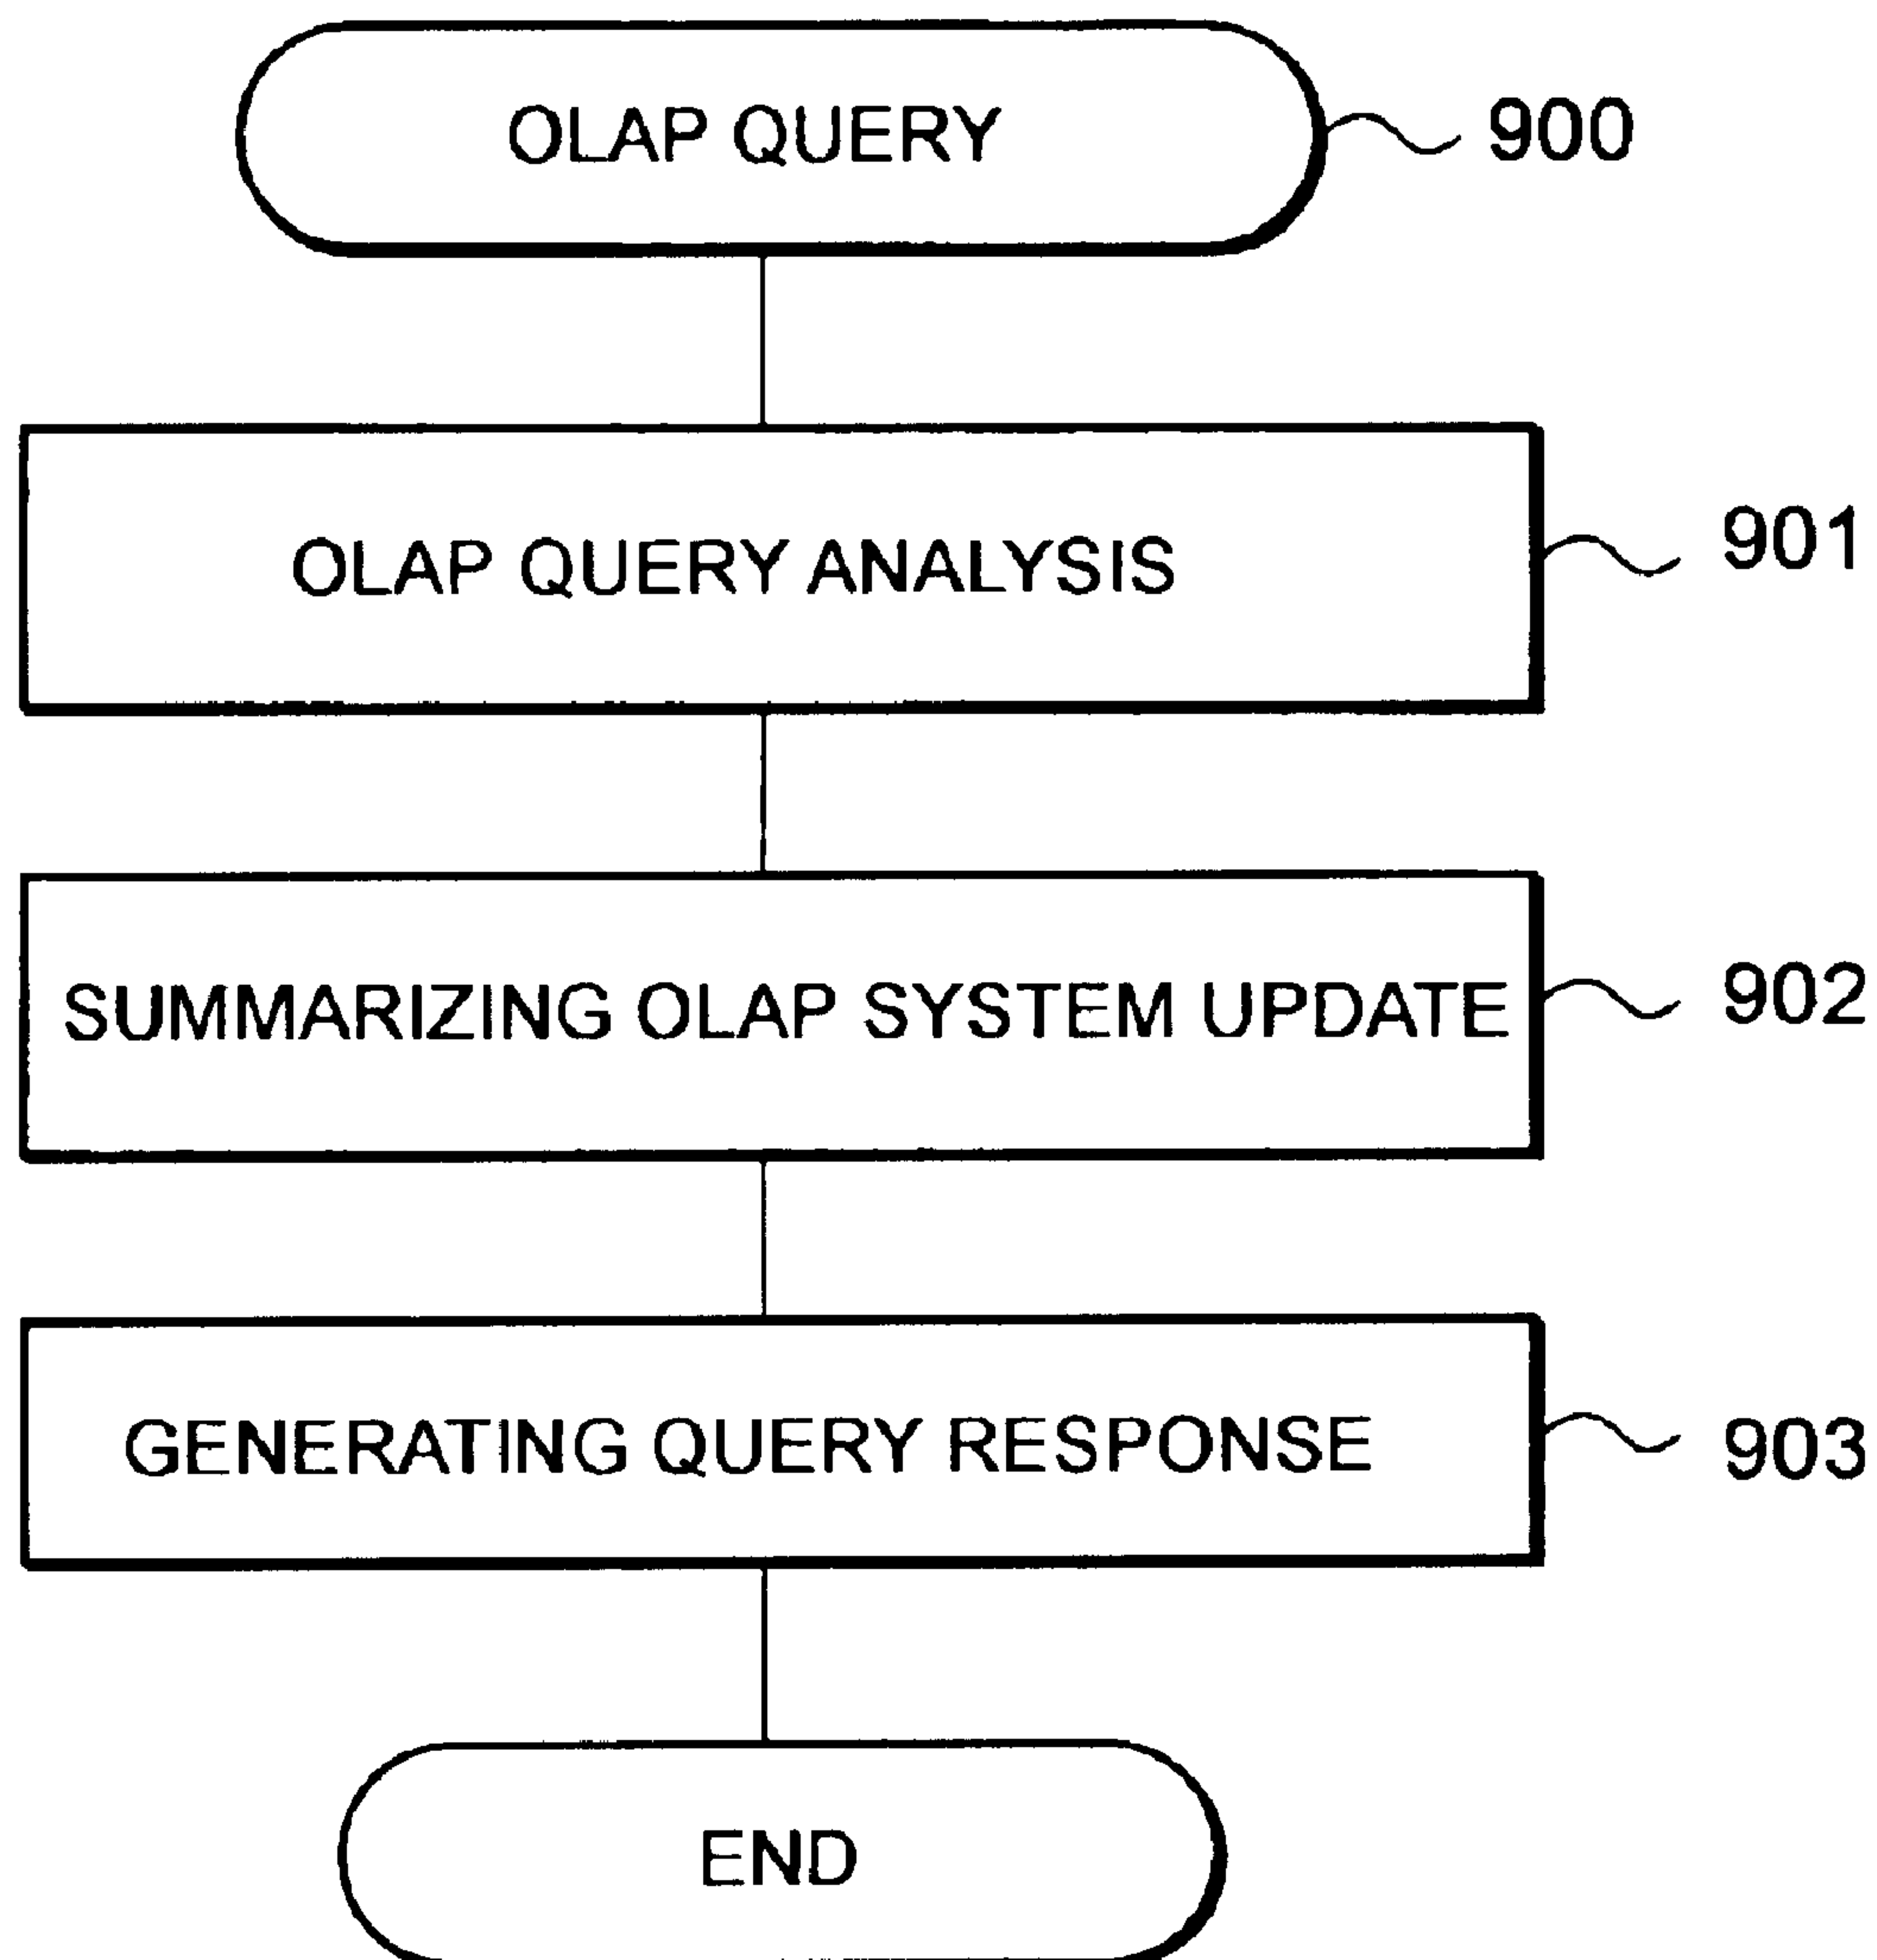 OLAP QUERY
900
OLAP QUERY ANALYSIS
901
SUMMARIZING OLAP SYSTEM UPDATE
902
GENERATING QUERY RESPONSE
903
END